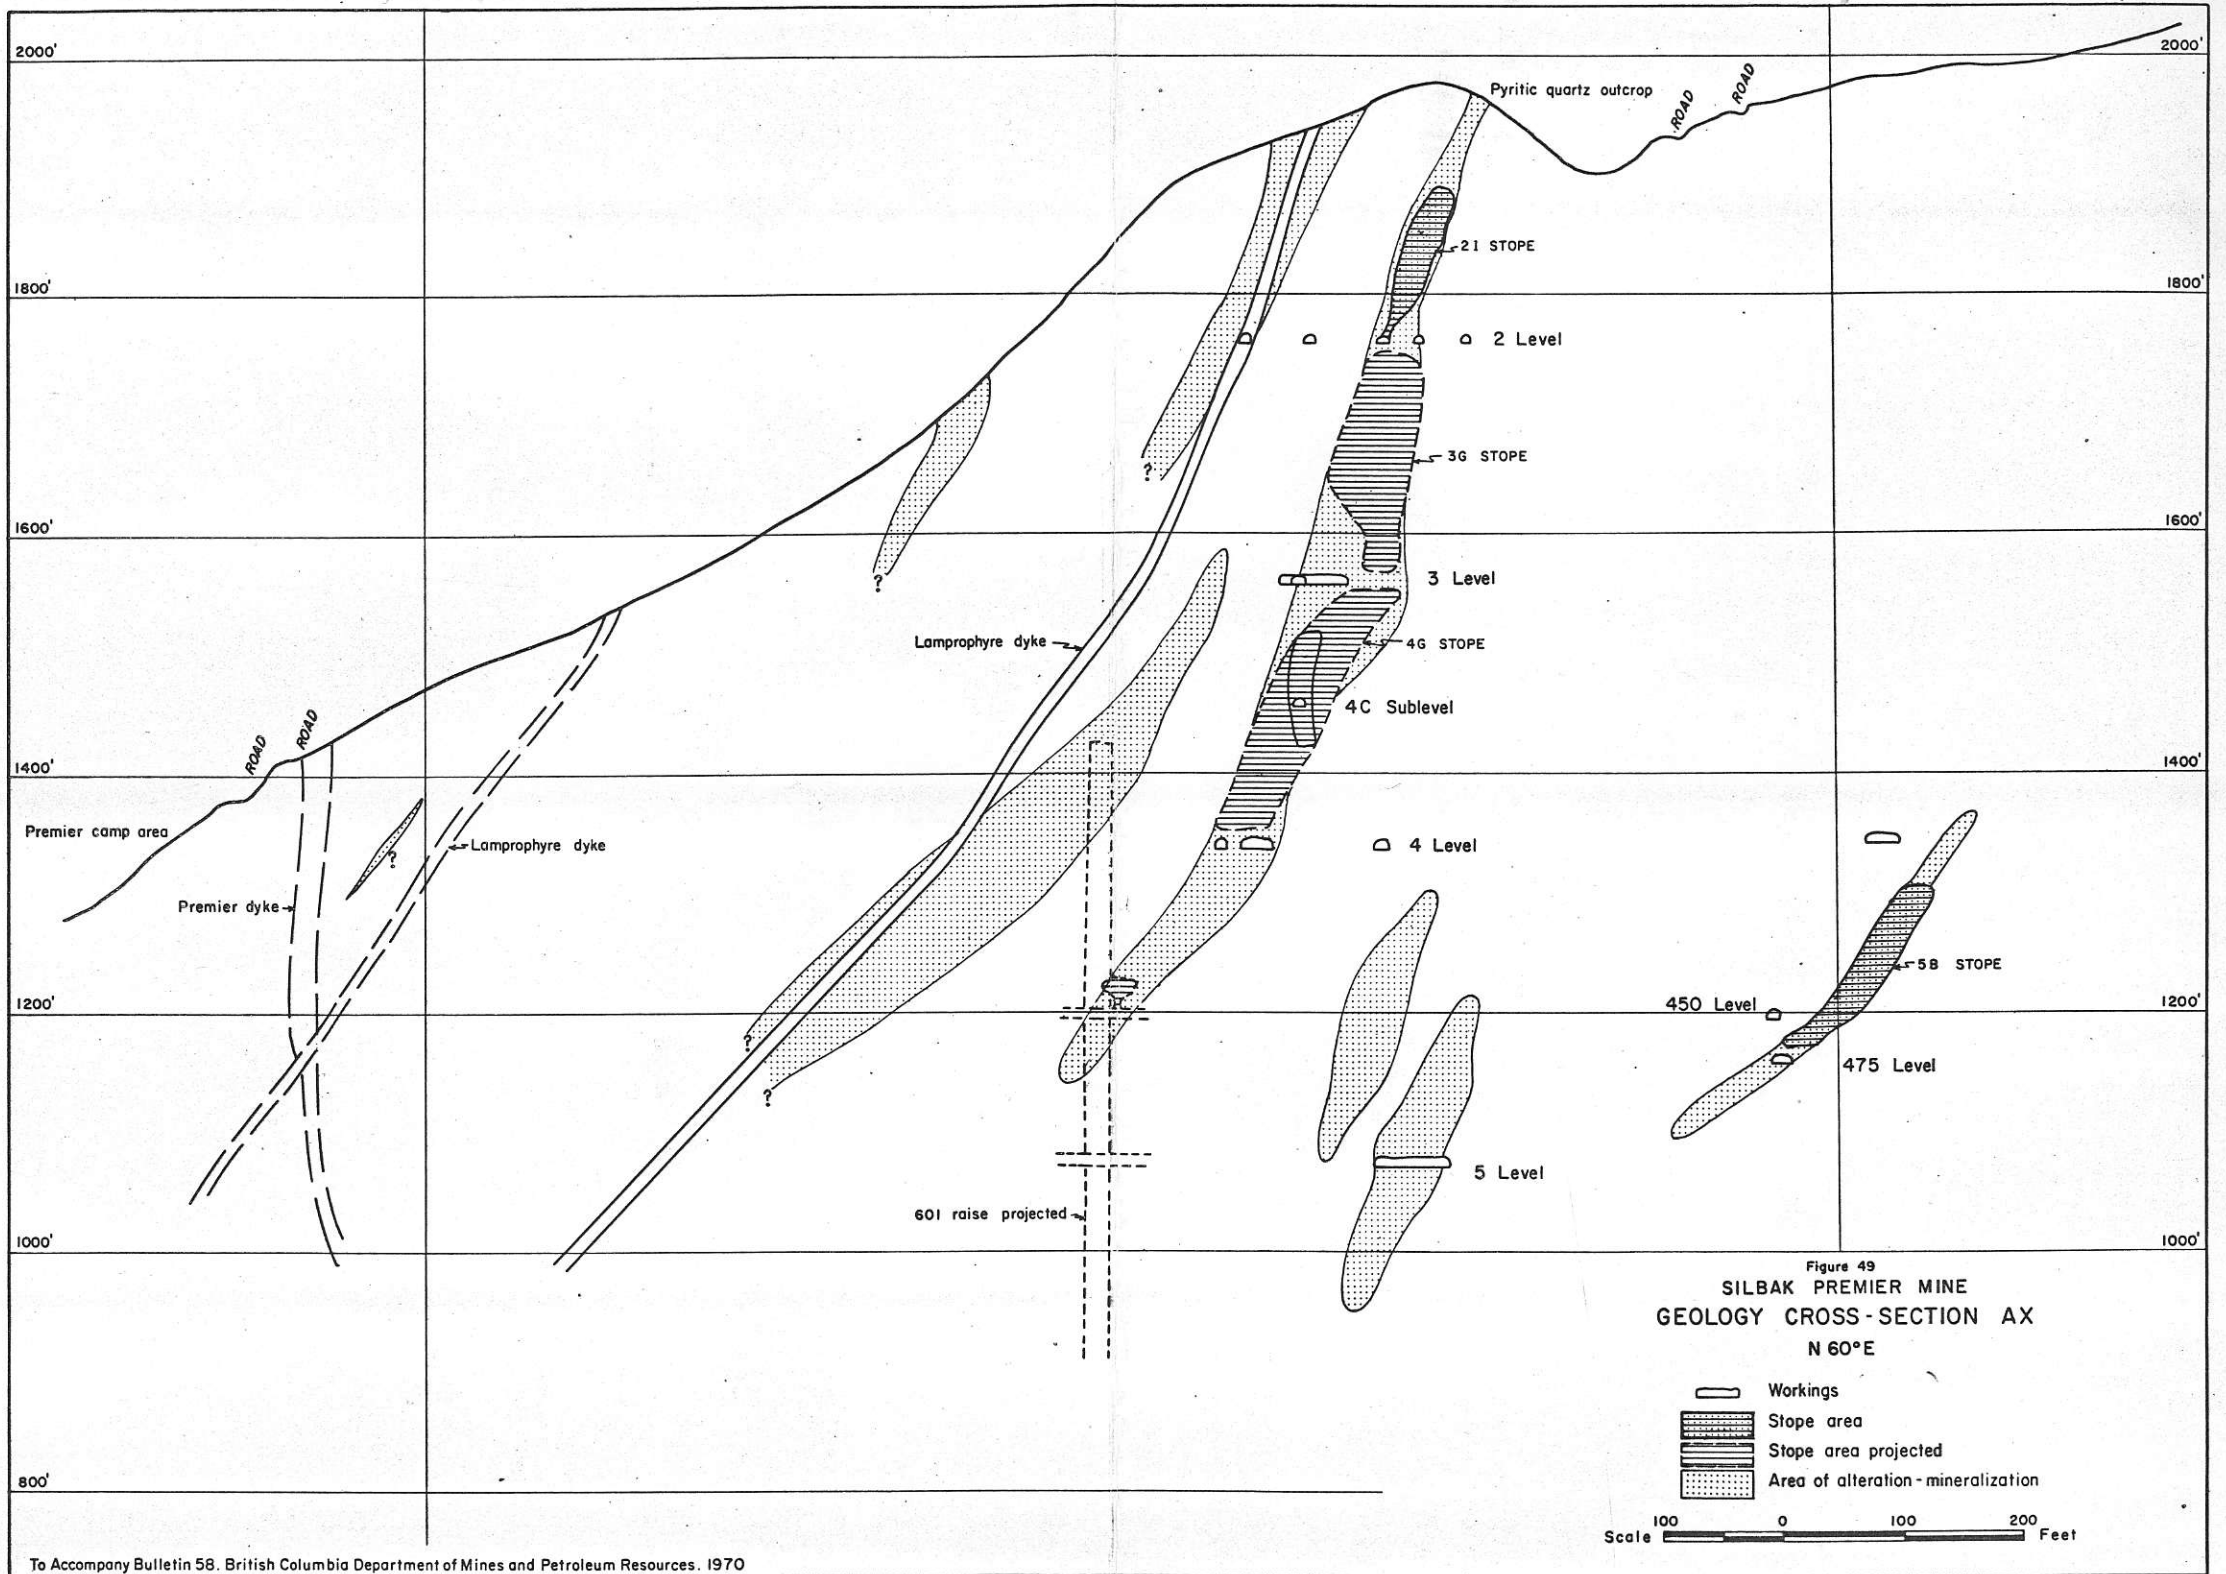 2000'
2000'
Pyritic quartz outcrop
ROAD
ROAD
21 STOPE
1800'
1800'
2 Level
3G STOPE
?
1600'
1600'
?
3 Level
Lamprophyre dyke
4G STOPE
4C Sublevel
ROAD
ROAD
1400'
1400'
Premier camp area
?
Lamprophyre dyke
4 Level
Premier dyke
5B STOPE
1200'
450 Level
1200'
?
475 Level
?
5 Level
601 raise projected
1000'
1000'
Figure 49
SILBAK PREMIER MINE
GEOLOGY CROSS-SECTION AX
N 60°E
Workings
Stope area
Stope area projected
Area of alteration-mineralization
800'
100 0 100 200
Scale Feet
To Accompany Bulletin 58. British Columbia Department of Mines and Petroleum Resources. 1970